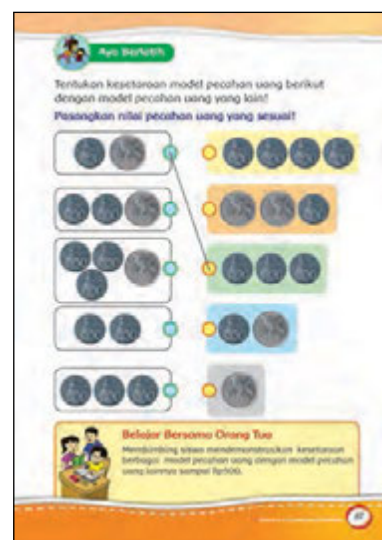 Ayo Berlatih
Tentukan kesetaraan model pecahan uang berikut
dengan model pecahan uang yang lain!
Pasangkan nilai pecahan uang yang sesuai!
Belajar Bersama Orang Tua
Membimbing siswa mendemonstrasikan kesetaraan
berbagai model pecahan uang dengan model pecahan
uang lainnya sampai Rp500.